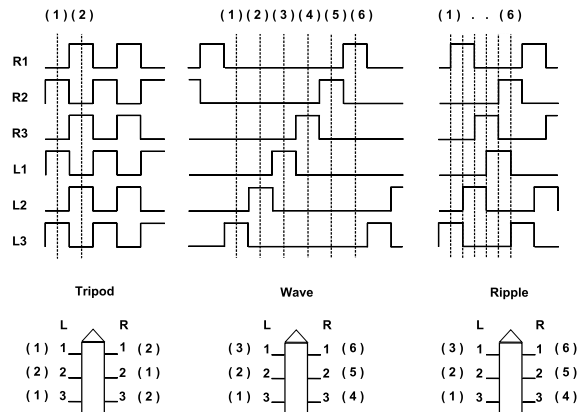 (1) (2) (1) (2) (3) (4) (5) (6) (1) . . (6)
R1
R2
R3
L1
L2
L3
Tripod Wave Ripple
L R L R L R
(1) 1 1 (2) (3) 1 1 (6) (3) 1 1 (6)
(2) 2 2 (1) (2) 2 2 (5) (2) 2 2 (5)
(1) 3 3 (2) (1) 3 3 (4) (1) 3 3 (4)